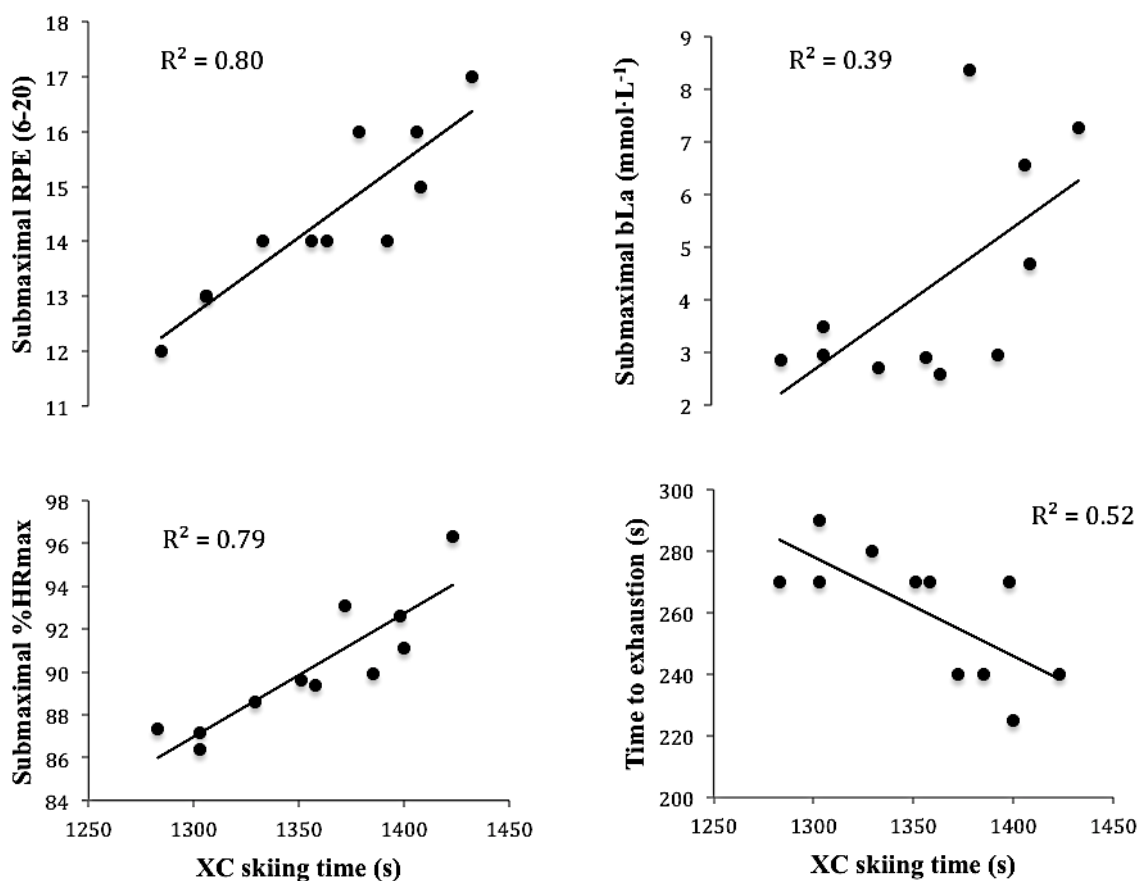 Submaximal RPE (6-20)
18
17
16
15
14
13
12
11
R² = 0.80
Submaximal bLa (mmol·L⁻¹)
9
8
7
6
5
4
3
2
R² = 0.39
Submaximal %HRmax
98
96
94
92
90
88
86
84
R² = 0.79
1250 1300 1350 1400 1450
XC skiing time (s)
Time to exhaustion (s)
300
280
260
240
220
200
R² = 0.52
1250 1300 1350 1400 1450
XC skiing time (s)